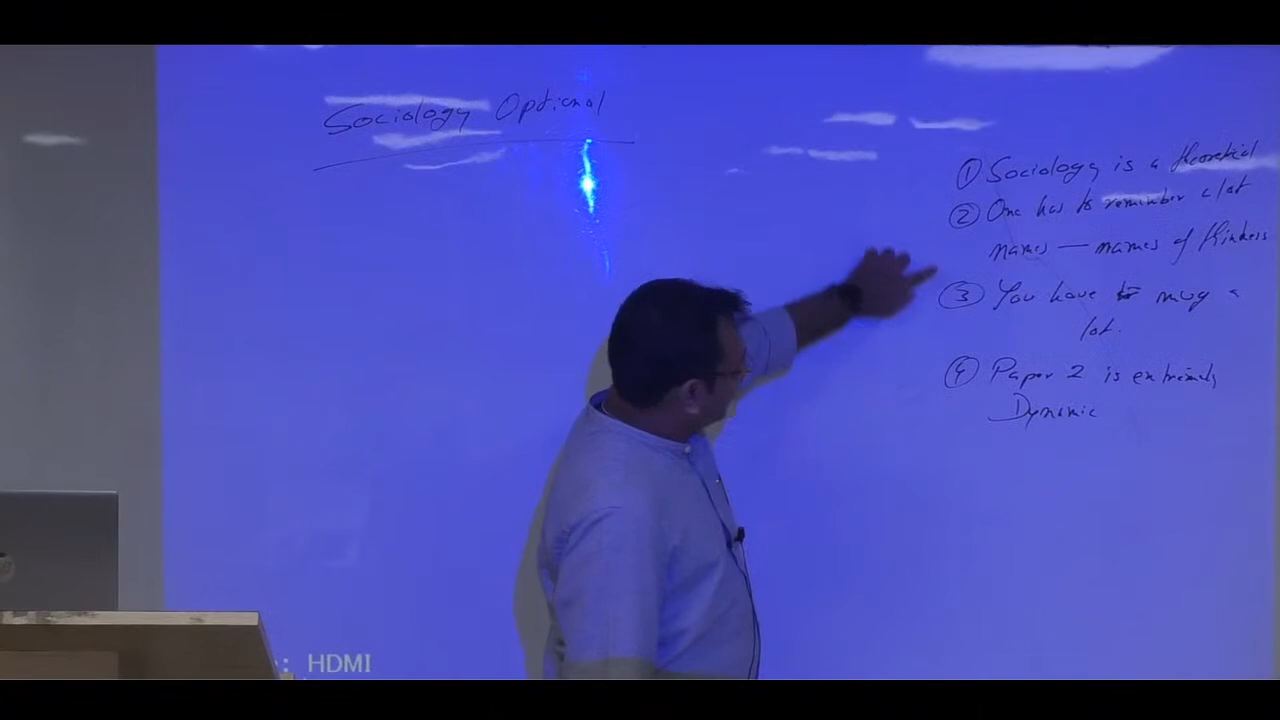 Sociology Optional
① Sociology is a theoretical
② One has to remember a lot
names — names of thinkers
③ You have to mug a
lot.
④ Paper 2 is extremely
Dynamic
: HDMI